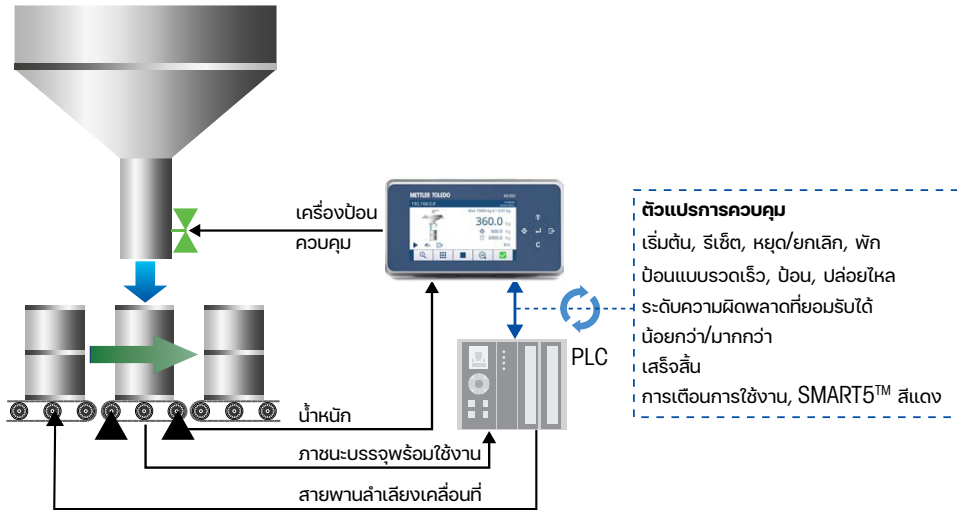 METTLER TOLEDO
360.0 kg
600.0 kg
เครื่องป้อน
ควบคุม
PLC
น้ำหนัก
ภาชนะบรรจุพร้อมใช้งาน
สายพานลำเลียงเคลื่อนที่
ตัวแปรการควบคุม
เริ่มต้น, รีเซ็ต, หยุด/ยกเลิก, พัก
ป้อนแบบรวดเร็ว, ป้อน, ปล่อยไหล
ระดับความผิดพลาดที่ยอมรับได้
น้อยกว่า/มากกว่า
เสร็จสิ้น
การเตือนการใช้งาน, SMART5™ สีแดง